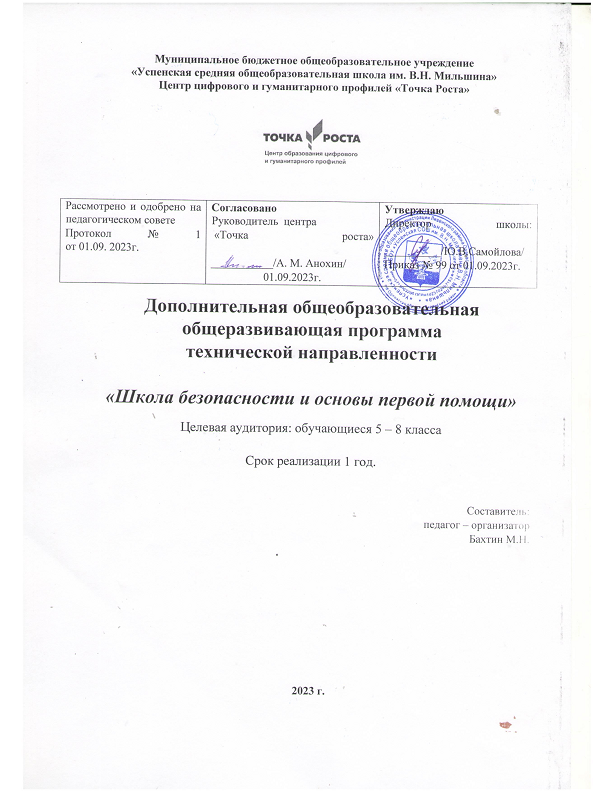 Муниципальное бюджетное общеобразовательное учреждение
«Успенская средняя общеобразовательная школа им. В.Н. Мильшина»
Центр цифрового и гуманитарного профилей «Точка Роста»
ТОЧКА РОСТА
Центр образования цифрового
и гуманитарного профилей
Рассмотрено и одобрено на
педагогическом совете
Протокол № 1
от 01.09. 2023г.
Согласовано
Руководитель центра
«Точка роста»
/А. М. Анохин/
01.09.2023г.
Утверждаю
Директор школы:
/Ю.В.Самойлова/
Приказ № 99 от 01.09.2023г.
Дополнительная общеобразовательная
общеразвивающая программа
технической направленности
«Школа безопасности и основы первой помощи»
Целевая аудитория: обучающиеся 5 – 8 класса
Срок реализации 1 год.
Составитель:
педагог – организатор
Бахтин М.Н.
2023 г.